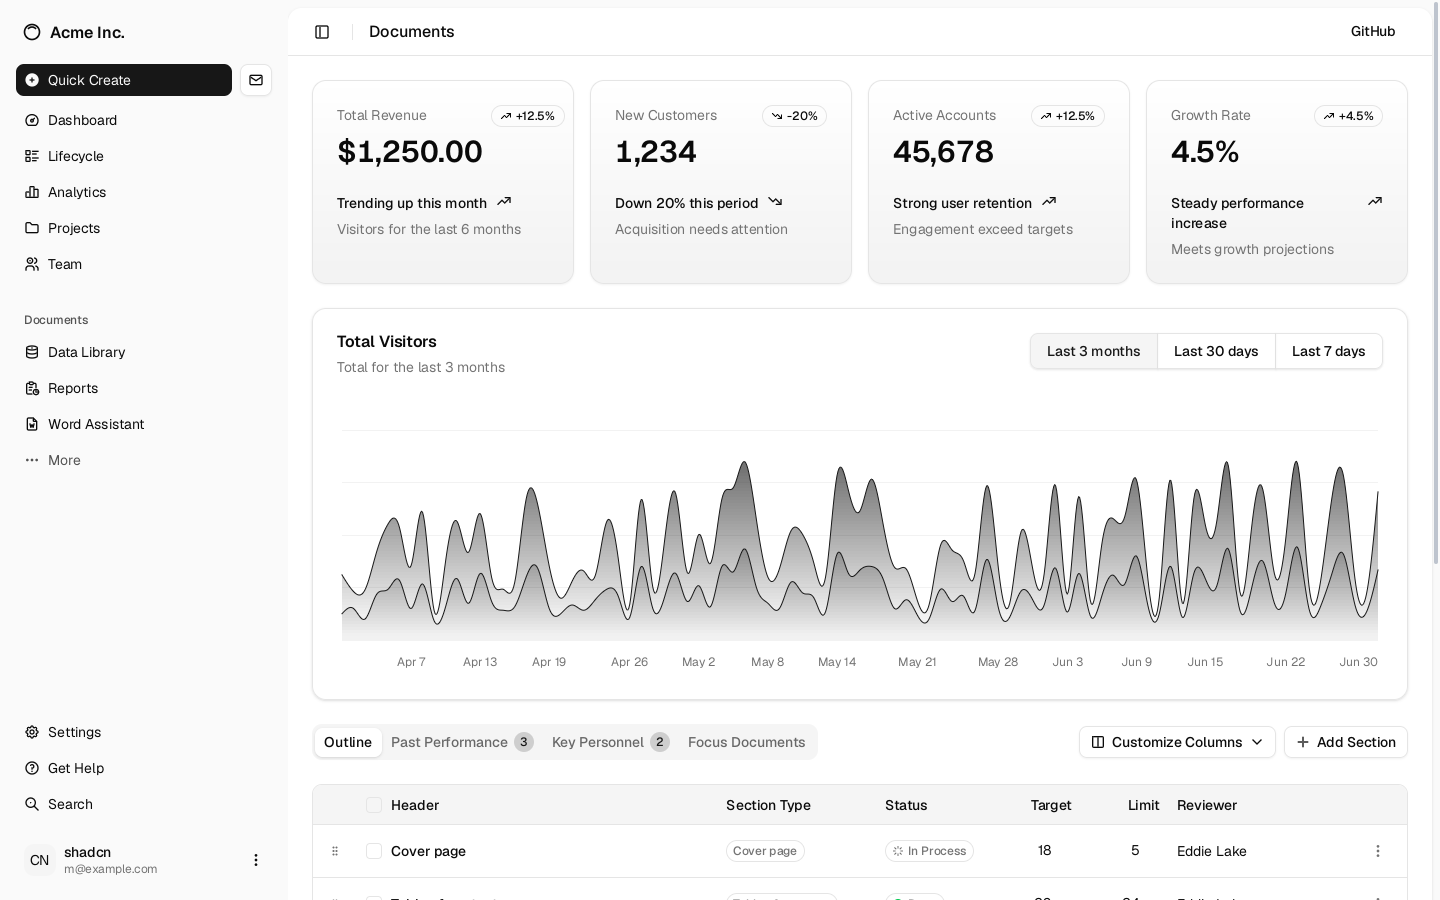 Acme Inc.
Quick Create
Dashboard
Lifecycle
Analytics
Projects
Team
Documents
Data Library
Reports
Word Assistant
More
Settings
Get Help
Search
CN
shadcn
m@example.com
Documents
GitHub
Total Revenue
+12.5%
$1,250.00
Trending up this month
Visitors for the last 6 months
New Customers
-20%
1,234
Down 20% this period
Acquisition needs attention
Active Accounts
+12.5%
45,678
Strong user retention
Engagement exceed targets
Growth Rate
+4.5%
4.5%
Steady performance
increase
Meets growth projections
Total Visitors
Total for the last 3 months
Last 3 months
Last 30 days
Last 7 days
Apr 7 Apr 13 Apr 19 Apr 26 May 2 May 8 May 14 May 21 May 28 Jun 3 Jun 9 Jun 15 Jun 22 Jun 30
Outline
Past Performance 3
Key Personnel 2
Focus Documents
Customize Columns
Add Section
Header Section Type Status Target Limit Reviewer
Cover page Cover page In Process 18 5 Eddie Lake